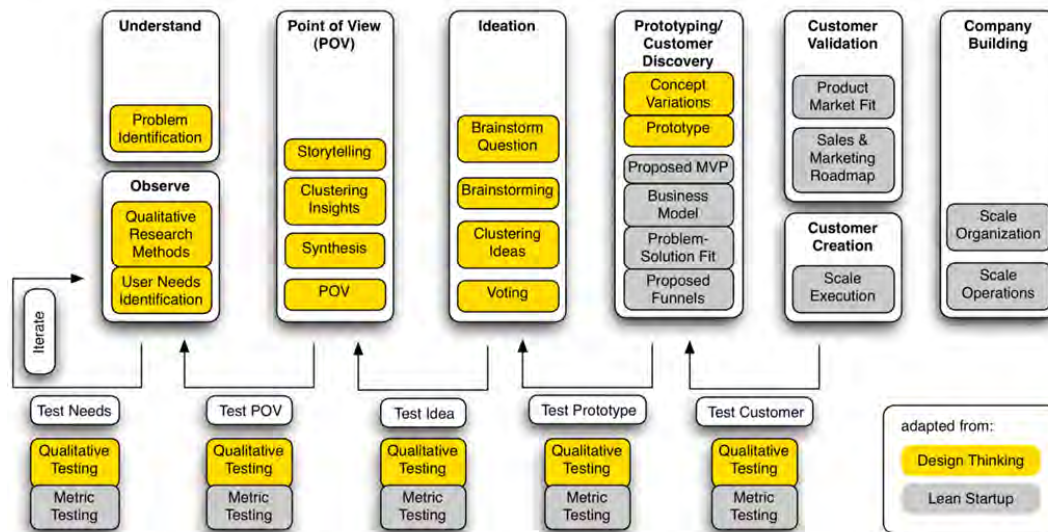 Understand
Problem
Identification
Observe
Qualitative
Research
Methods
User Needs
Identification
Point of View
(POV)
Storytelling
Clustering
Insights
Synthesis
POV
Ideation
Brainstorm
Question
Brainstorming
Clustering
Ideas
Voting
Prototyping/
Customer
Discovery
Concept
Variations
Prototype
Proposed MVP
Business
Model
Problem-
Solution Fit
Proposed
Funnels
Customer
Validation
Product
Market Fit
Sales &
Marketing
Roadmap
Customer
Creation
Scale
Execution
Company
Building
Scale
Organization
Scale
Operations
Iterate
Test Needs
Qualitative
Testing
Metric
Testing
Test POV
Qualitative
Testing
Metric
Testing
Test Idea
Qualitative
Testing
Metric
Testing
Test Prototype
Qualitative
Testing
Metric
Testing
Test Customer
Qualitative
Testing
Metric
Testing
adapted from:
Design Thinking
Lean Startup